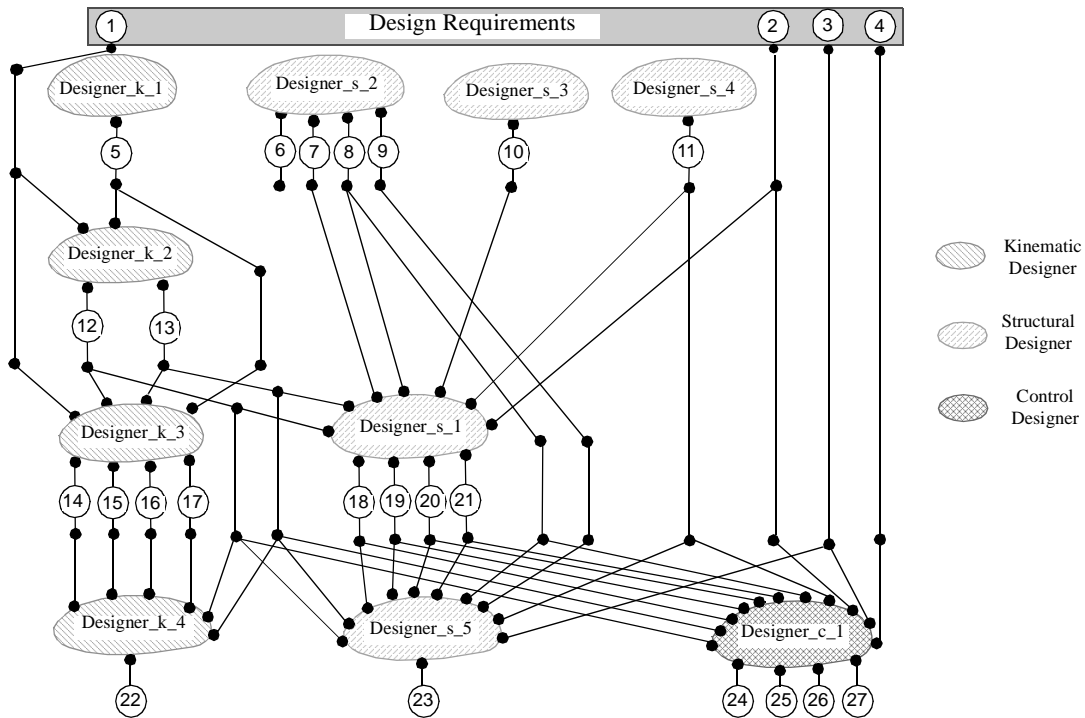 1
Design Requirements
2
3
4
Designer_k_1
Designer_s_2
Designer_s_3
Designer_s_4
5
6
7
8
9
10
11
Designer_k_2
Kinematic
Designer
12
13
Structural
Designer
Control
Designer
Designer_k_3
Designer_s_1
14
15
16
17
18
19
20
21
Designer_k_4
Designer_s_5
Designer_c_1
22
23
24
25
26
27